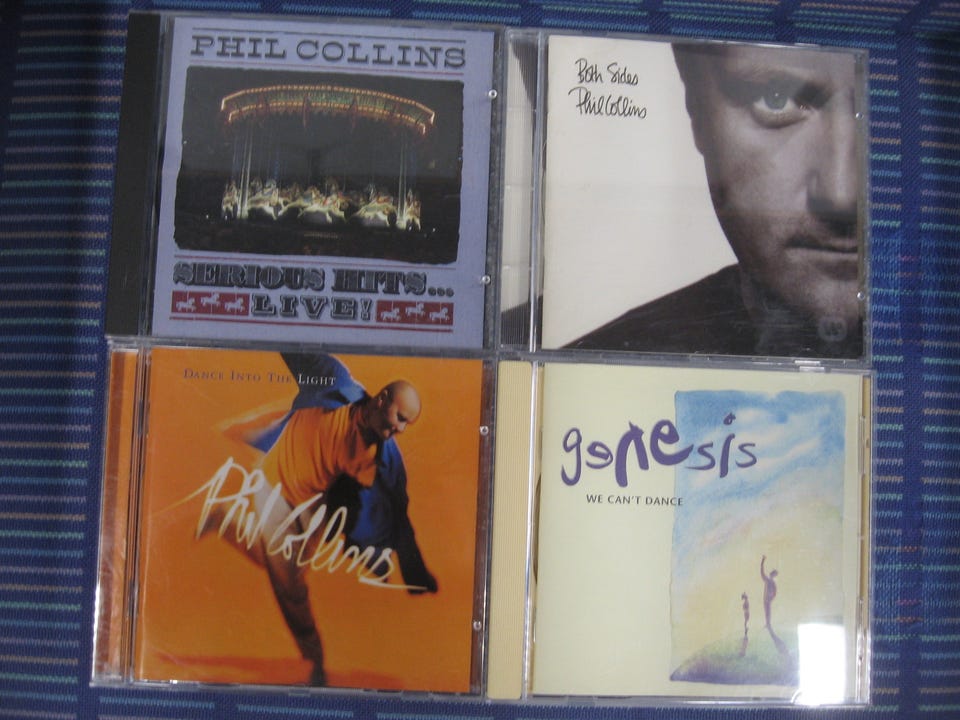 PHIL COLLINS
SERIOUS HITS...
LIVE!
Both Sides
Phil Collins
DANCE INTO THE LIGHT
Phil Collins
genesis
WE CAN'T DANCE